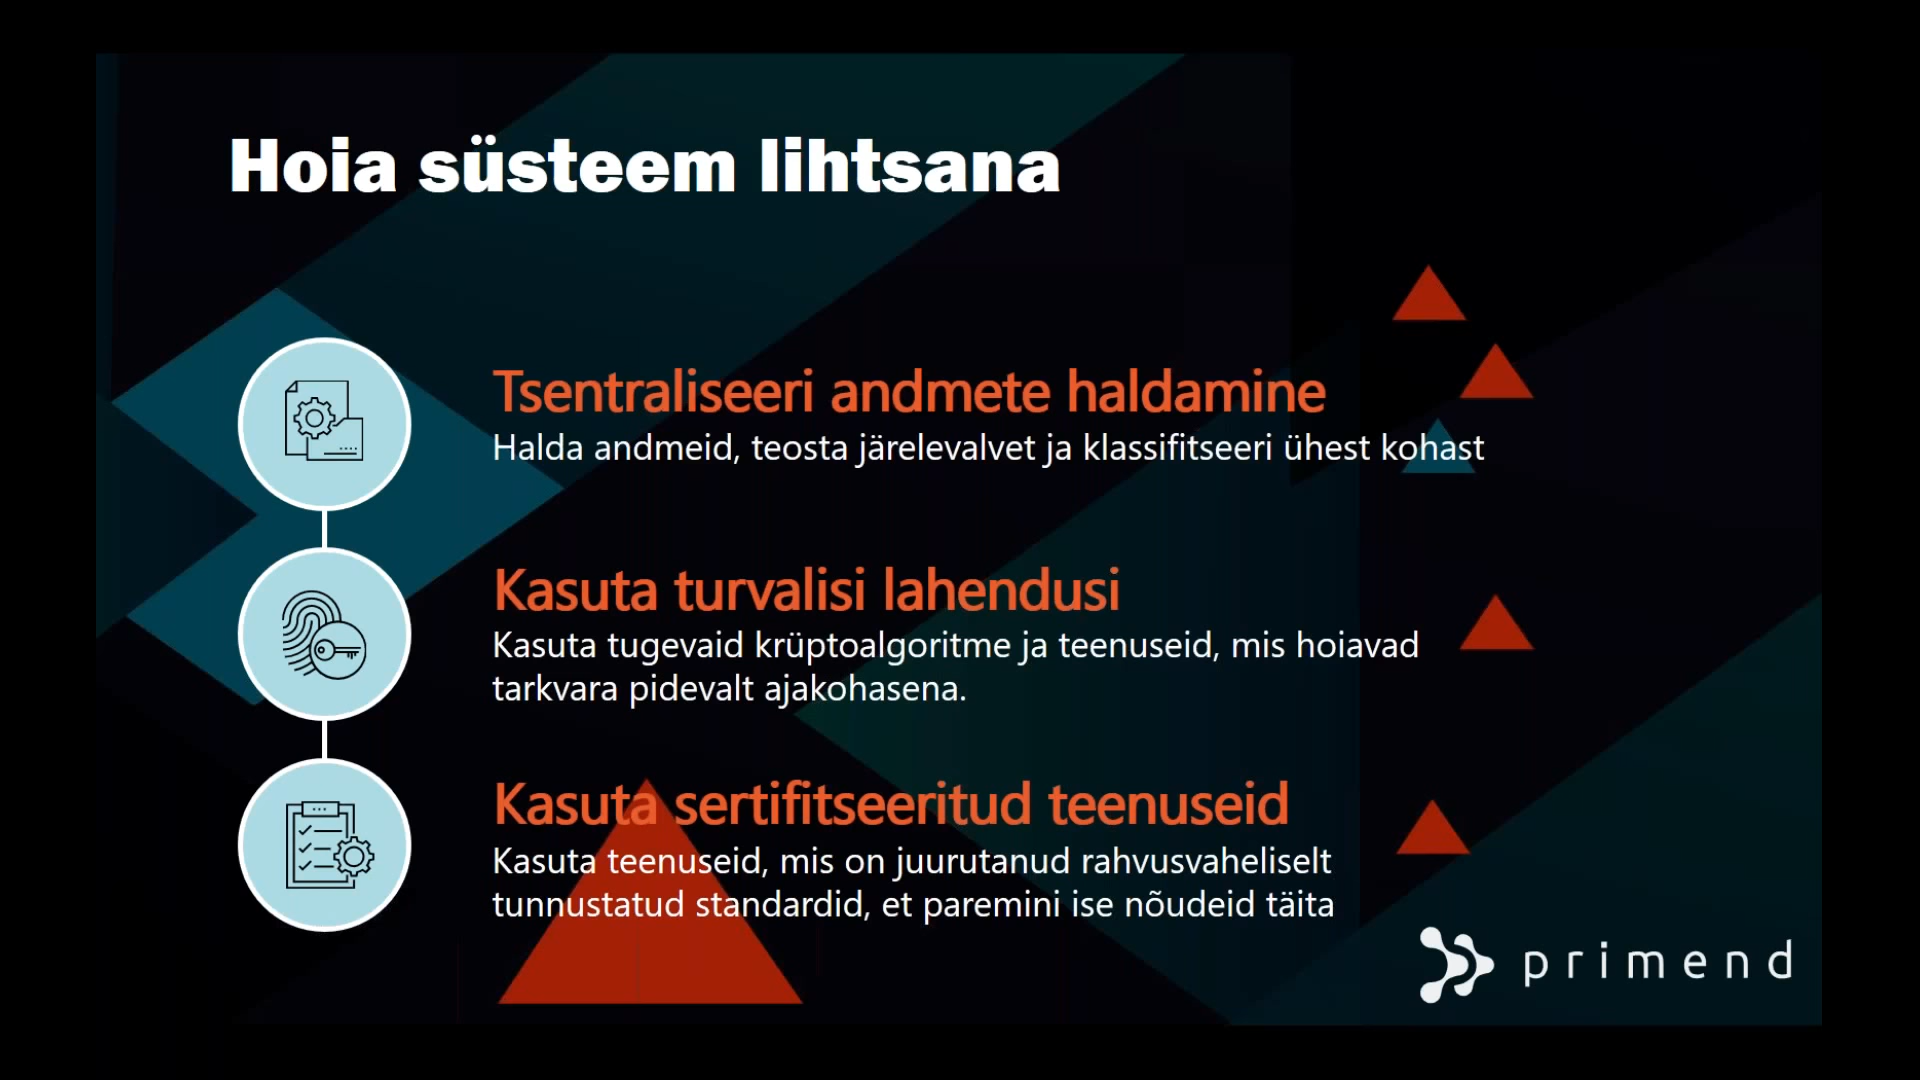 Hoia süsteem lihtsana
Tsentraliseeri andmete haldamine
Halda andmeid, teosta järelevalvet ja klassifitseeri ühest kohast
Kasuta turvalisi lahendusi
Kasuta tugevaid krüptoalgoritme ja teenuseid, mis hoiavad
tarkvara pidevalt ajakohasena.
Kasuta sertifitseeritud teenuseid
Kasuta teenuseid, mis on juurutanud rahvusvaheliselt
tunnustatud standardid, et paremini ise nõudeid täita
primend